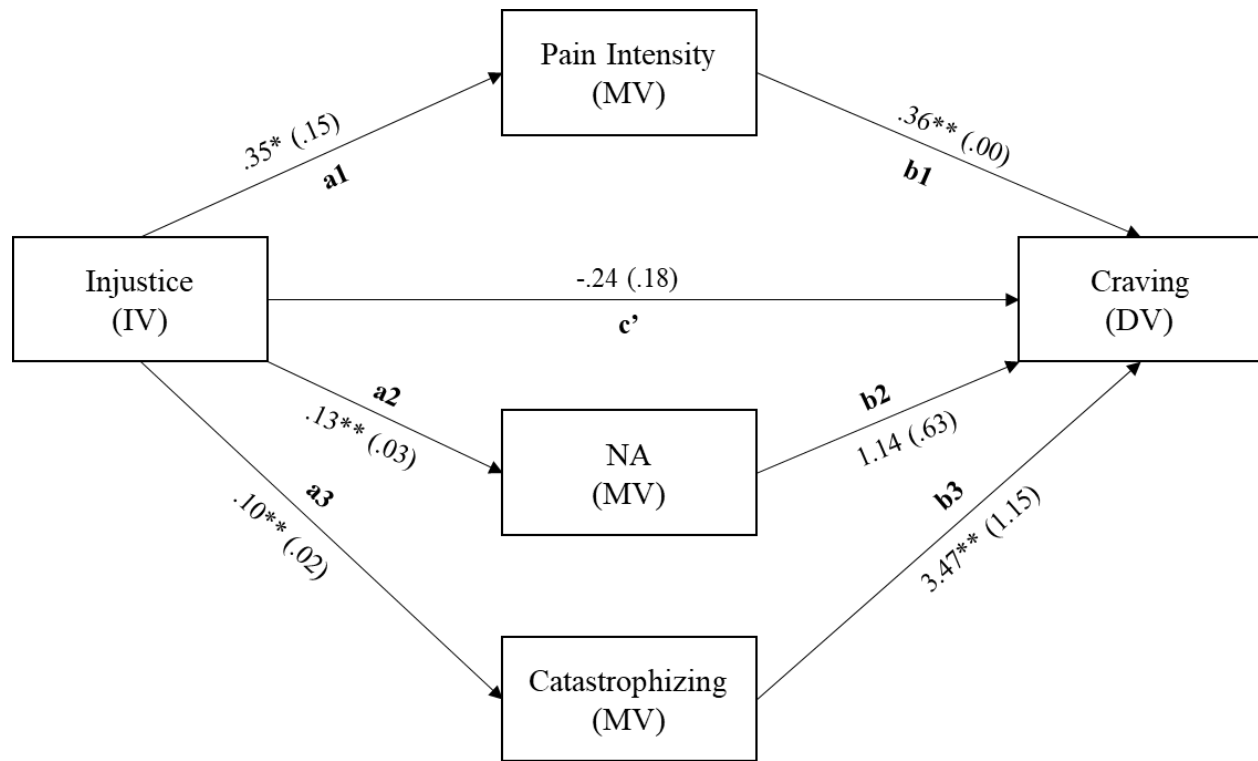 Pain Intensity
(MV)
.35* (.15)
a1
.36** (.00)
b1
Injustice
(IV)
-.24 (.18)
c’
Craving
(DV)
a2
.13** (.03)
NA
(MV)
b2
1.14 (.63)
a3
.10** (.02)
b3
3.47** (1.15)
Catastrophizing
(MV)